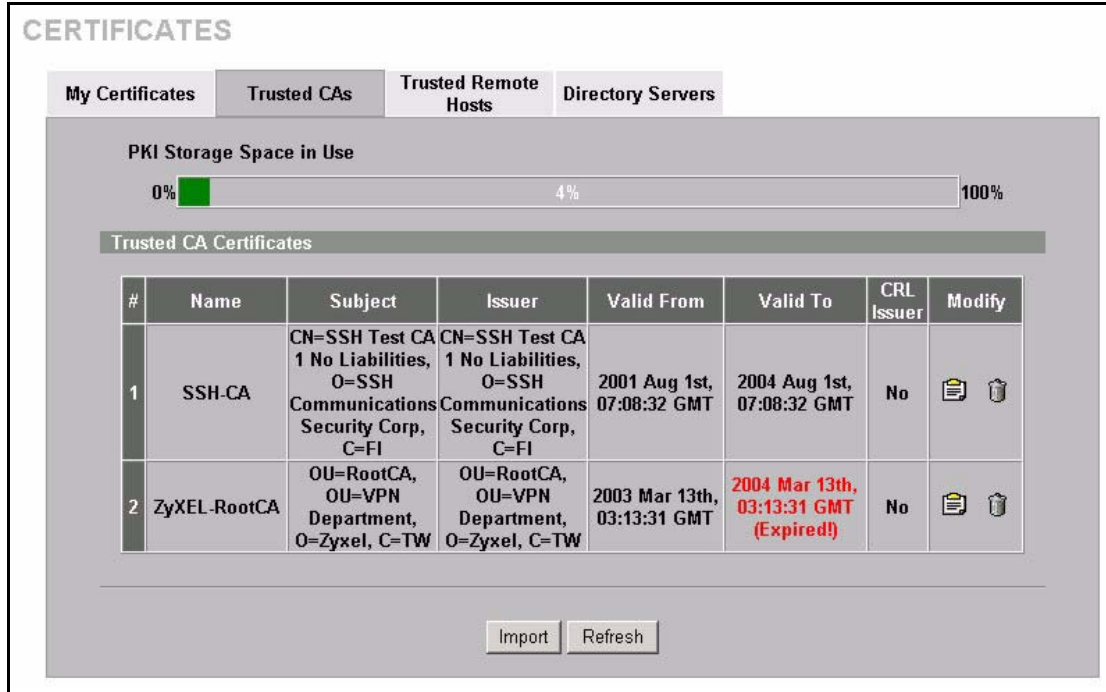 CERTIFICATES
My Certificates
Trusted CAs
Trusted Remote
Hosts
Directory Servers
PKI Storage Space in Use
0%
4%
100%
Trusted CA Certificates
#
Name
Subject
Issuer
Valid From
Valid To
CRL
Issuer
Modify
1
SSH-CA
CN=SSH Test CA
1 No Liabilities,
O=SSH
Communications
Security Corp,
C=FI
CN=SSH Test CA
1 No Liabilities,
O=SSH
Communications
Security Corp,
C=FI
2001 Aug 1st,
07:08:32 GMT
2004 Aug 1st,
07:08:32 GMT
No
2
ZyXEL-RootCA
OU=RootCA,
OU=VPN
Department,
O=Zyxel, C=TW
OU=RootCA,
OU=VPN
Department,
O=Zyxel, C=TW
2003 Mar 13th,
03:13:31 GMT
2004 Mar 13th,
03:13:31 GMT
(Expired!)
No
Import
Refresh